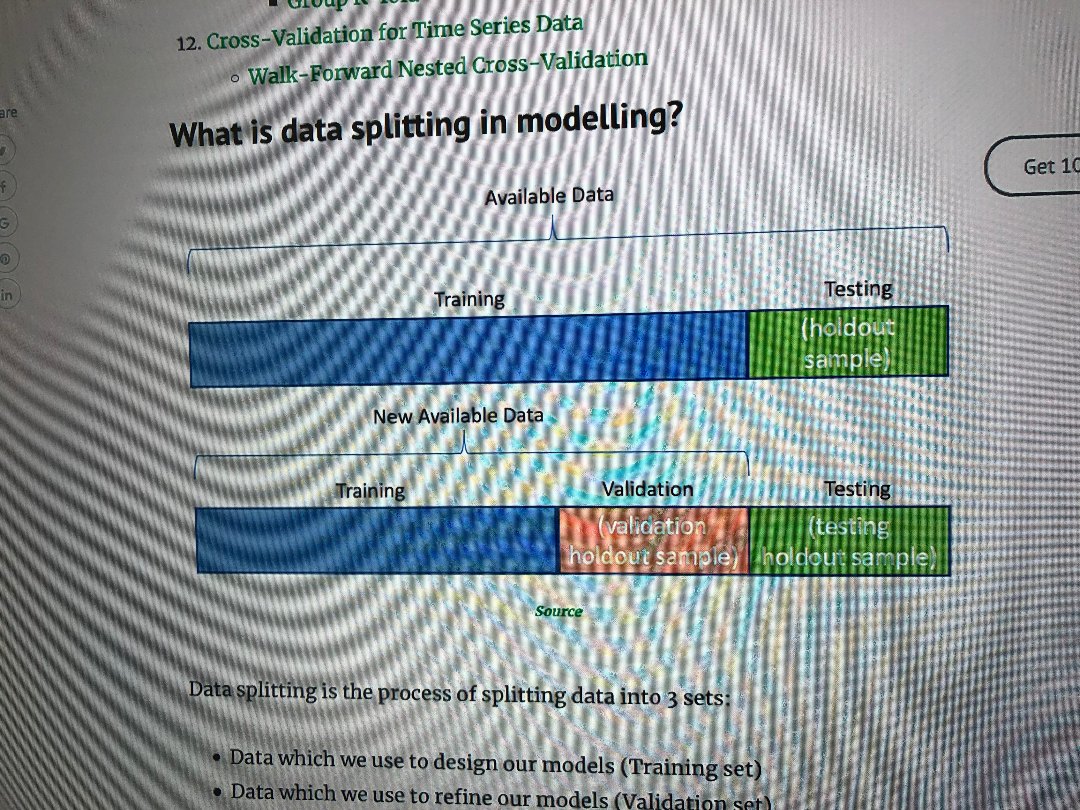 Group K
12. Cross-Validation for Time Series Data
Walk-Forward Nested Cross-Validation
are
What is data splitting in modelling?
Get 10
Available Data
Training
Testing
(holdout
sample)
New Available Data
Training
Validation
Testing
(validation
holdout sample)
(testing
holdout sample)
Source
Data splitting is the process of splitting data into 3 sets:
• Data which we use to design our models (Training set)
• Data which we use to refine our models (Validation set)
f
G
in